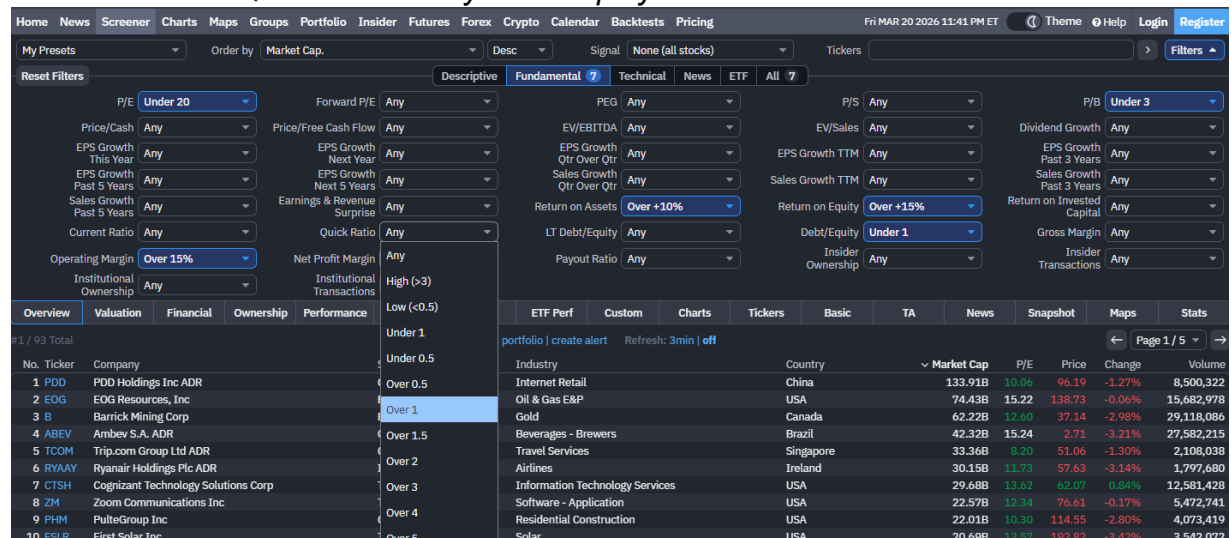 Home News Screener Charts Maps Groups Portfolio Insider Futures Forex Crypto Calendar Backtests Pricing Fri MAR 20 2026 11:41 PM ET Theme Help Login Register
My Presets Order by Market Cap. Desc Signal None (all stocks) Tickers > Filters
Reset Filters Descriptive Fundamental 7 Technical News ETF All 7
P/E Under 20 Forward P/E Any PEG Any P/S Any P/B Under 3
Price/Cash Any Price/Free Cash Flow Any EV/EBITDA Any EV/Sales Any Dividend Growth Any
EPS Growth This Year Any EPS Growth Next Year Any EPS Growth Qtr Over Qtr Any EPS Growth TTM Any EPS Growth Past 3 Years Any
EPS Growth Past 5 Years Any EPS Growth Next 5 Years Any Sales Growth Qtr Over Qtr Any Sales Growth TTM Any Sales Growth Past 3 Years Any
Sales Growth Past 5 Years Any Earnings & Revenue Surprise Any Return on Assets Over +10% Return on Equity Over +15% Return on Invested Capital Any
Current Ratio Any Quick Ratio Any LT Debt/Equity Any Debt/Equity Under 1 Gross Margin Any
Operating Margin Over 15% Net Profit Margin Payout Ratio Any Insider Ownership Any Insider Transactions Any
Institutional Ownership Any Institutional Transactions
Any
High (>3)
Low (<0.5)
Under 1
Under 0.5
Over 0.5
Over 1
Over 1.5
Over 2
Over 3
Over 4
Over 5
Overview Valuation Financial Ownership Performance ETF Perf Custom Charts Tickers Basic TA News Snapshot Maps Stats
#1 / 93 Total portfolio | create alert Refresh: 3min | off ← Page 1 / 5 →
No. Ticker Company Industry Country Market Cap P/E Price Change Volume
1 PDD PDD Holdings Inc ADR Internet Retail China 133.91B 10.06 96.19 -1.27% 8,500,322
2 EOG EOG Resources, Inc Oil & Gas E&P USA 74.43B 15.22 138.73 -0.06% 15,682,978
3 B Barrick Mining Corp Gold Canada 62.22B 12.60 37.14 -2.98% 29,118,086
4 ABEV Ambev S.A. ADR Beverages - Brewers Brazil 42.32B 15.24 2.71 -3.21% 27,582,215
5 TCOM Trip.com Group Ltd ADR Travel Services Singapore 33.36B 8.20 51.06 -1.30% 2,108,038
6 RYAAY Ryanair Holdings Plc ADR Airlines Ireland 30.15B 11.73 57.63 -3.14% 1,797,680
7 CTSH Cognizant Technology Solutions Corp Information Technology Services USA 29.68B 13.62 62.07 0.84% 12,581,428
8 ZM Zoom Communications Inc Software - Application USA 22.57B 12.34 76.61 -0.17% 5,472,741
9 PHM PulteGroup Inc Residential Construction USA 22.01B 10.30 114.55 -2.80% 4,073,419
10 FSLR First Solar Inc Solar USA 20.69B 13.57 192.82 -3.42% 3,542,072